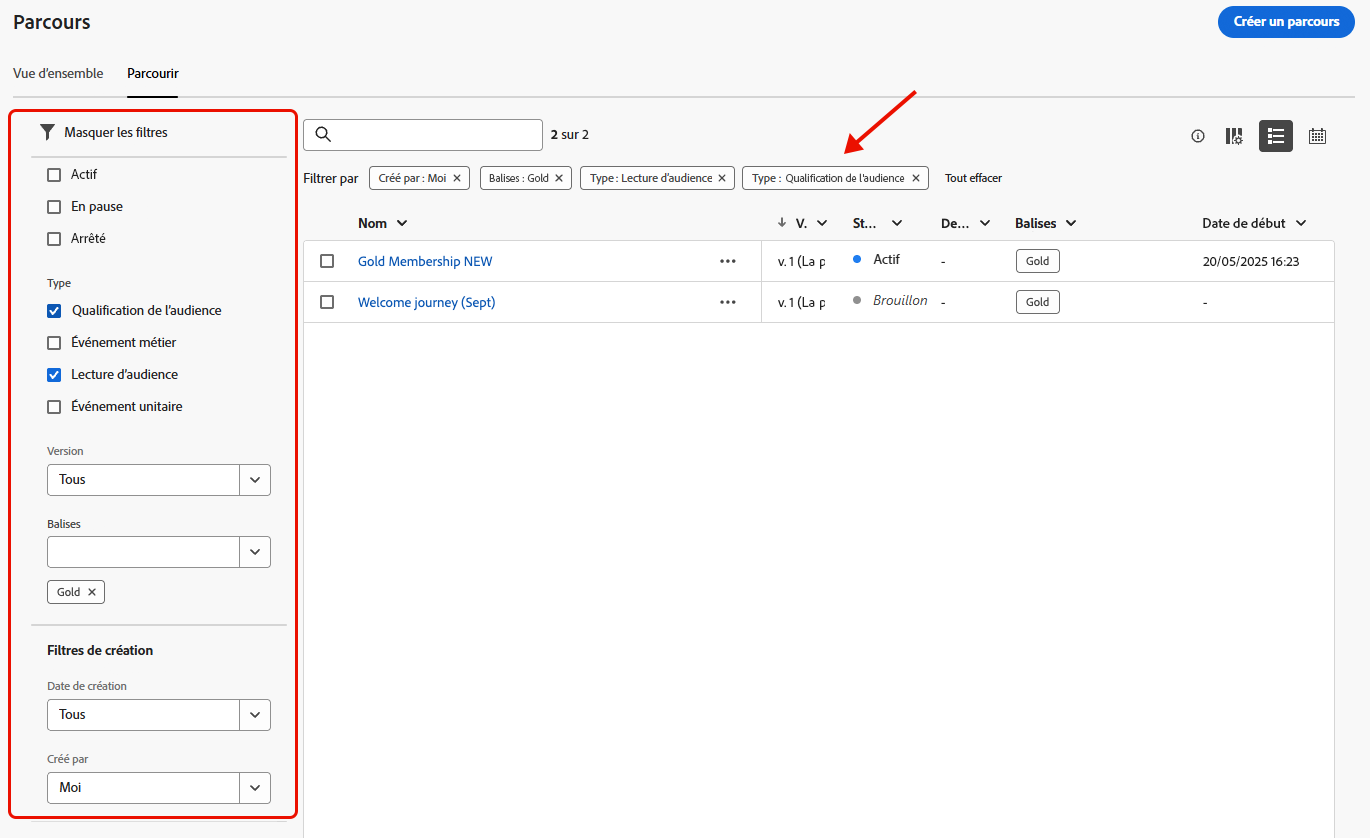 Parcours
Créer un parcours
Vue d'ensemble Parcourir
Masquer les filtres
Actif
En pause
Arrêté
Type
Qualification de l'audience
Événement métier
Lecture d'audience
Événement unitaire
Version
Tous
Balises
Gold
Filtres de création
Date de création
Tous
Créé par
Moi
2 sur 2
Filtrer par Créé par : Moi Balises : Gold Type : Lecture d'audience Type : Qualification de l'audience Tout effacer
Nom V. St... De... Balises Date de début
Gold Membership NEW v. 1 (La p Actif - Gold 20/05/2025 16:23
Welcome journey (Sept) v. 1 (La p Brouillon - Gold -